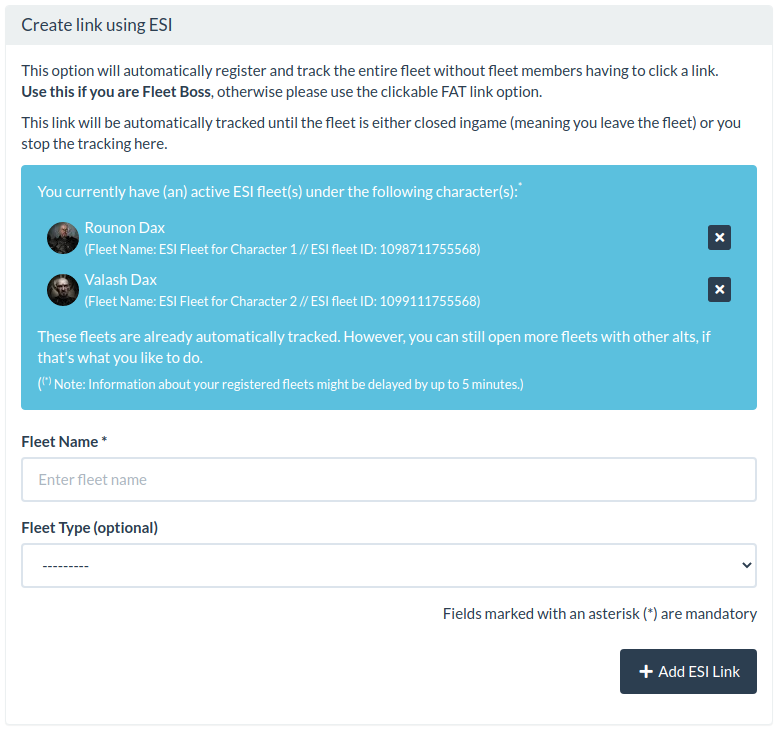 Create link using ESI
This option will automatically register and track the entire fleet without fleet members having to click a link.
Use this if you are Fleet Boss, otherwise please use the clickable FAT link option.
This link will be automatically tracked until the fleet is either closed ingame (meaning you leave the fleet) or you
stop the tracking here.
You currently have (an) active ESI fleet(s) under the following character(s):*
Rounon Dax
(Fleet Name: ESI Fleet for Character 1 // ESI fleet ID: 1098711755568)
Valash Dax
(Fleet Name: ESI Fleet for Character 2 // ESI fleet ID: 1099111755568)
These fleets are already automatically tracked. However, you can still open more fleets with other alts, if
that's what you like to do.
((*) Note: Information about your registered fleets might be delayed by up to 5 minutes.)
Fleet Name *
Enter fleet name
Fleet Type (optional)
---------
Fields marked with an asterisk (*) are mandatory
+ Add ESI Link